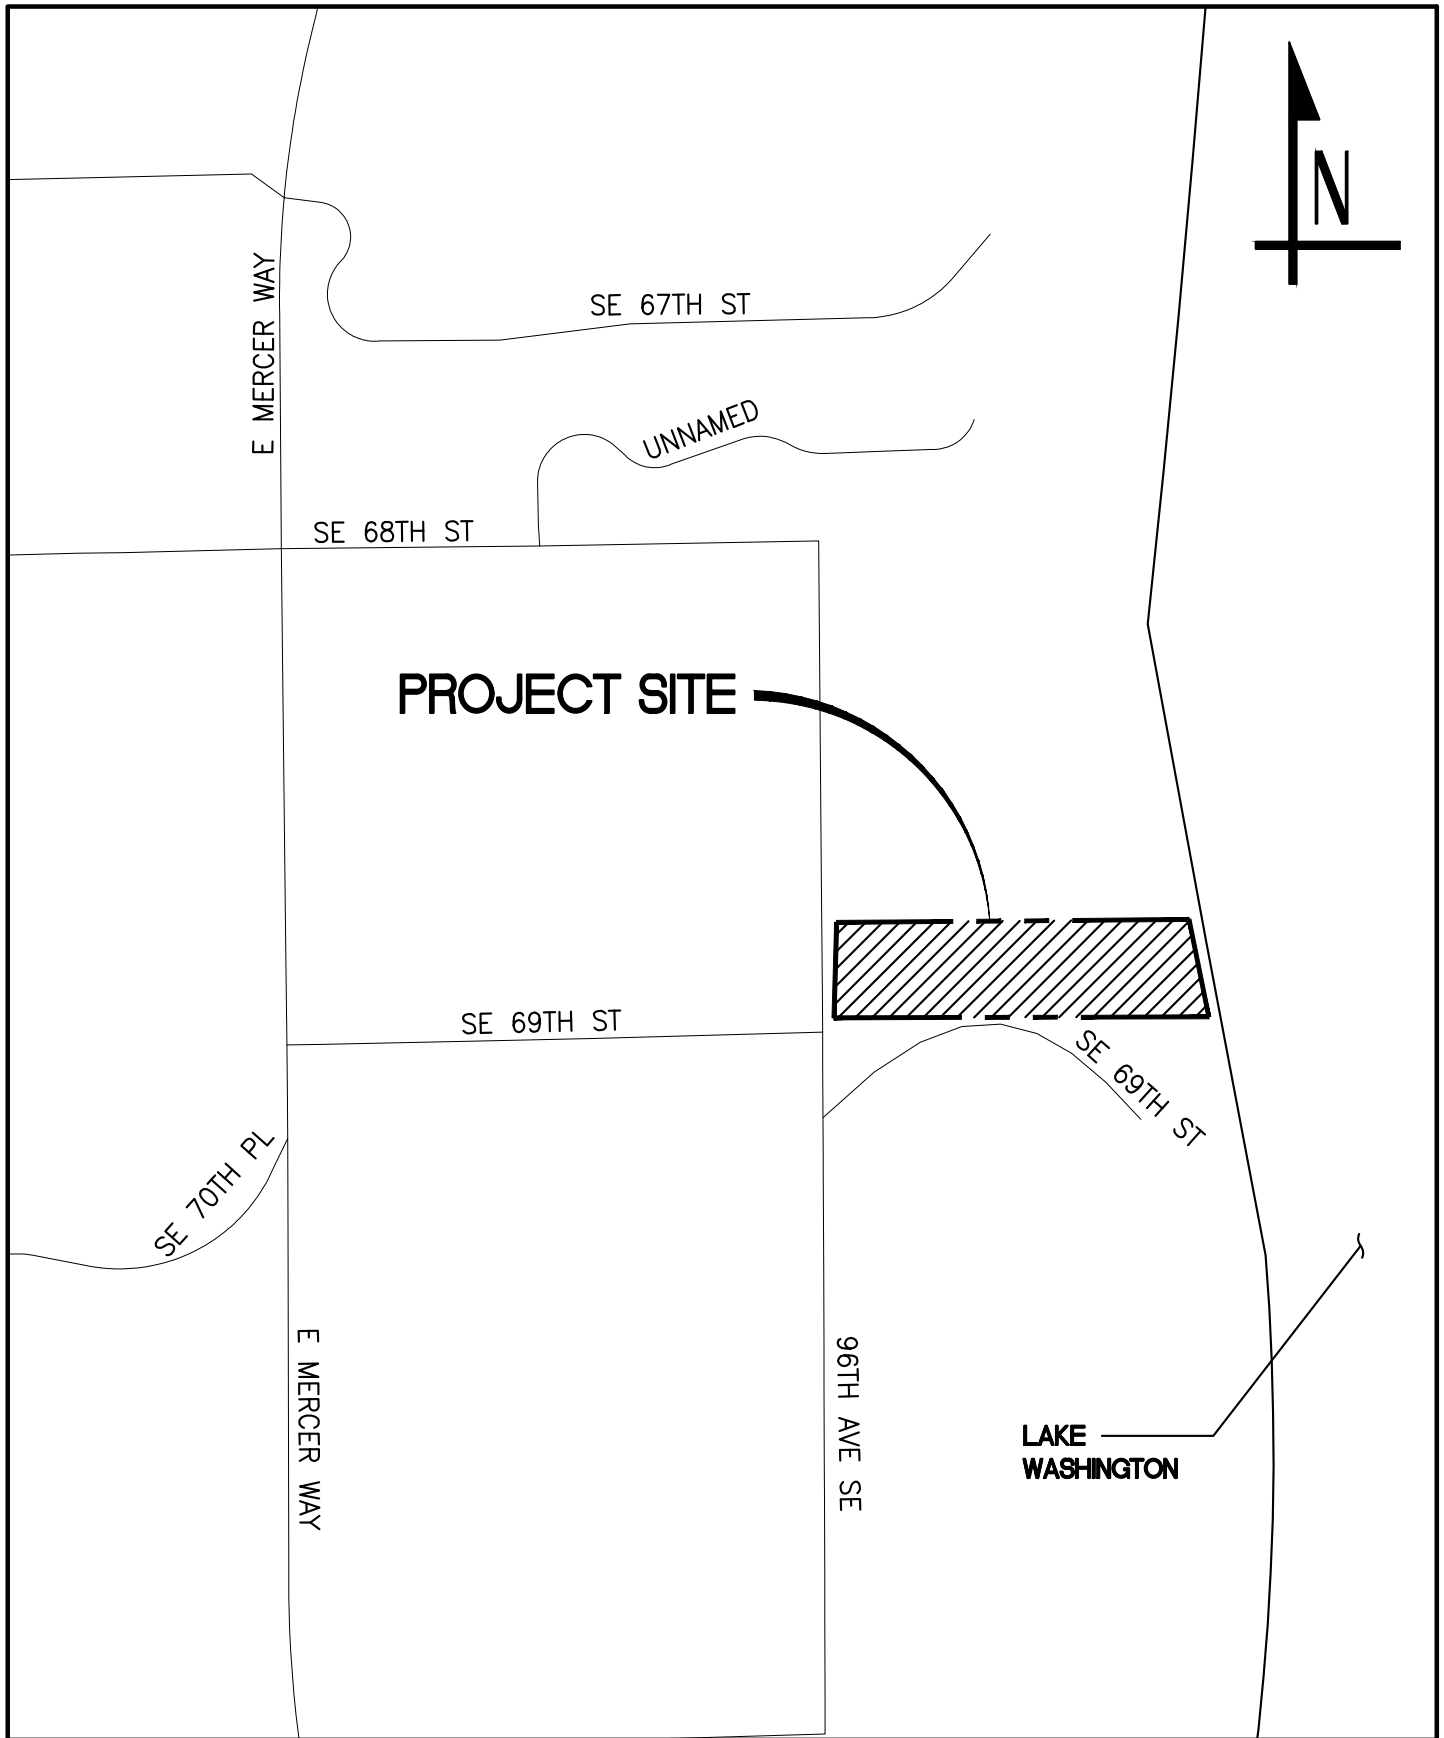 N
E MERCER WAY
SE 67TH ST
UNNAMED
SE 68TH ST
PROJECT SITE
SE 69TH ST
SE 69TH ST
SE 70TH PL
E MERCER WAY
96TH AVE SE
LAKE
WASHINGTON